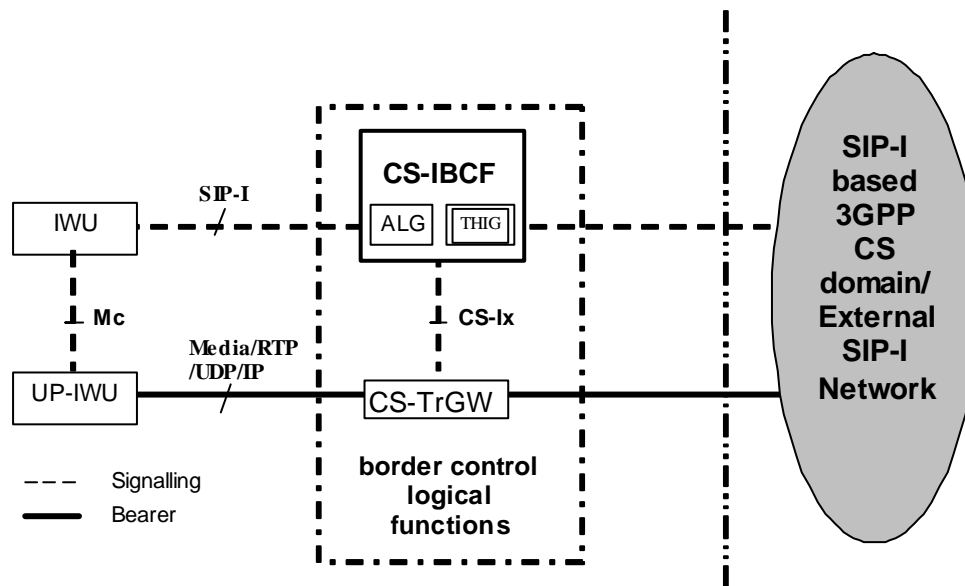 SIP-I
IWU
Mc
UP-IWU
Media/RTP
/UDP/IP
CS-IBCF
ALG
THIG
CS-Ix
CS-TrGW
border control
logical
functions
SIP-I
based
3GPP
CS
domain/
External
SIP-I
Network
Signalling
Bearer